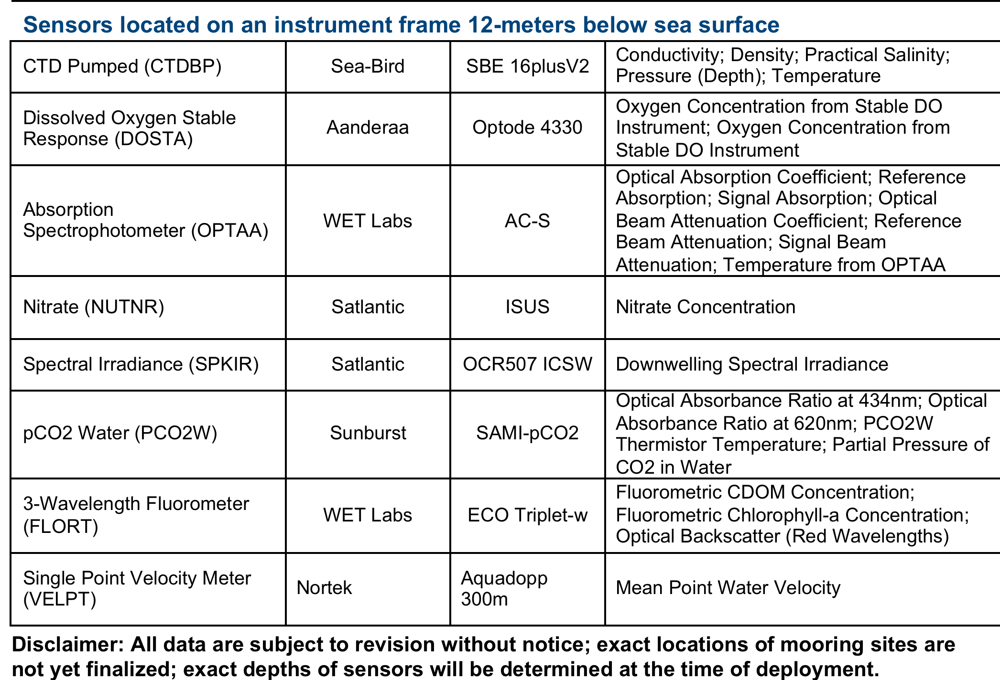 Sensors located on an instrument frame 12-meters below sea surface
CTD Pumped (CTDBP)
Sea-Bird
SBE 16plusV2
Conductivity; Density; Practical Salinity;
Pressure (Depth); Temperature
Dissolved Oxygen Stable
Response (DOSTA)
Aanderaa
Optode 4330
Oxygen Concentration from Stable DO
Instrument; Oxygen Concentration from
Stable DO Instrument
Absorption
Spectrophotometer (OPTAA)
WET Labs
AC-S
Optical Absorption Coefficient; Reference
Absorption; Signal Absorption; Optical
Beam Attenuation Coefficient; Reference
Beam Attenuation; Signal Beam
Attenuation; Temperature from OPTAA
Nitrate (NUTNR)
Satlantic
ISUS
Nitrate Concentration
Spectral Irradiance (SPKIR)
Satlantic
OCR507 ICSW
Downwelling Spectral Irradiance
pCO2 Water (PCO2W)
Sunburst
SAMI-pCO2
Optical Absorbance Ratio at 434nm; Optical
Absorbance Ratio at 620nm; PCO2W
Thermistor Temperature; Partial Pressure of
CO2 in Water
3-Wavelength Fluorometer
(FLORT)
WET Labs
ECO Triplet-w
Fluorometric CDOM Concentration;
Fluorometric Chlorophyll-a Concentration;
Optical Backscatter (Red Wavelengths)
Single Point Velocity Meter
(VELPT)
Nortek
Aquadopp
300m
Mean Point Water Velocity
Disclaimer: All data are subject to revision without notice; exact locations of mooring sites are
not yet finalized; exact depths of sensors will be determined at the time of deployment.